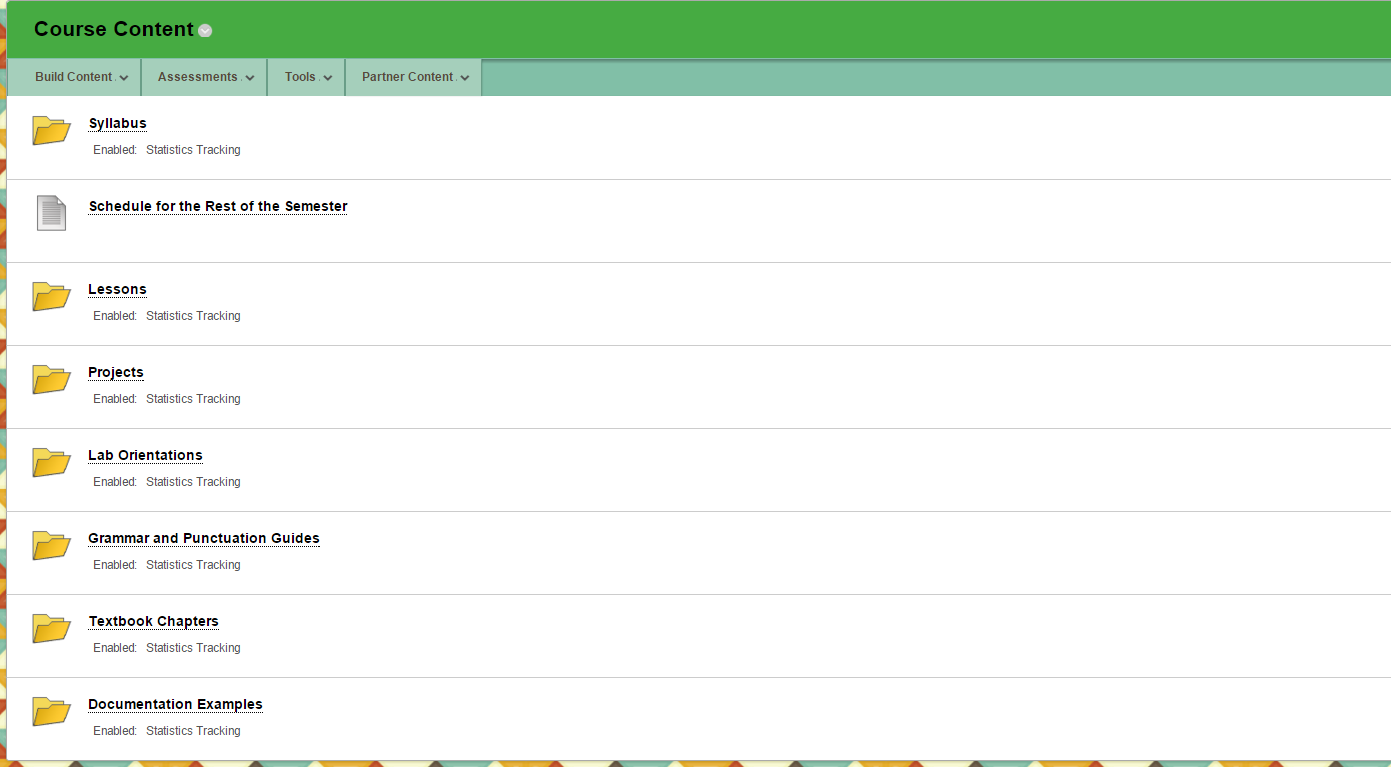 Course Content
Build Content Assessments Tools Partner Content
Syllabus
Enabled: Statistics Tracking
Schedule for the Rest of the Semester
Lessons
Enabled: Statistics Tracking
Projects
Enabled: Statistics Tracking
Lab Orientations
Enabled: Statistics Tracking
Grammar and Punctuation Guides
Enabled: Statistics Tracking
Textbook Chapters
Enabled: Statistics Tracking
Documentation Examples
Enabled: Statistics Tracking